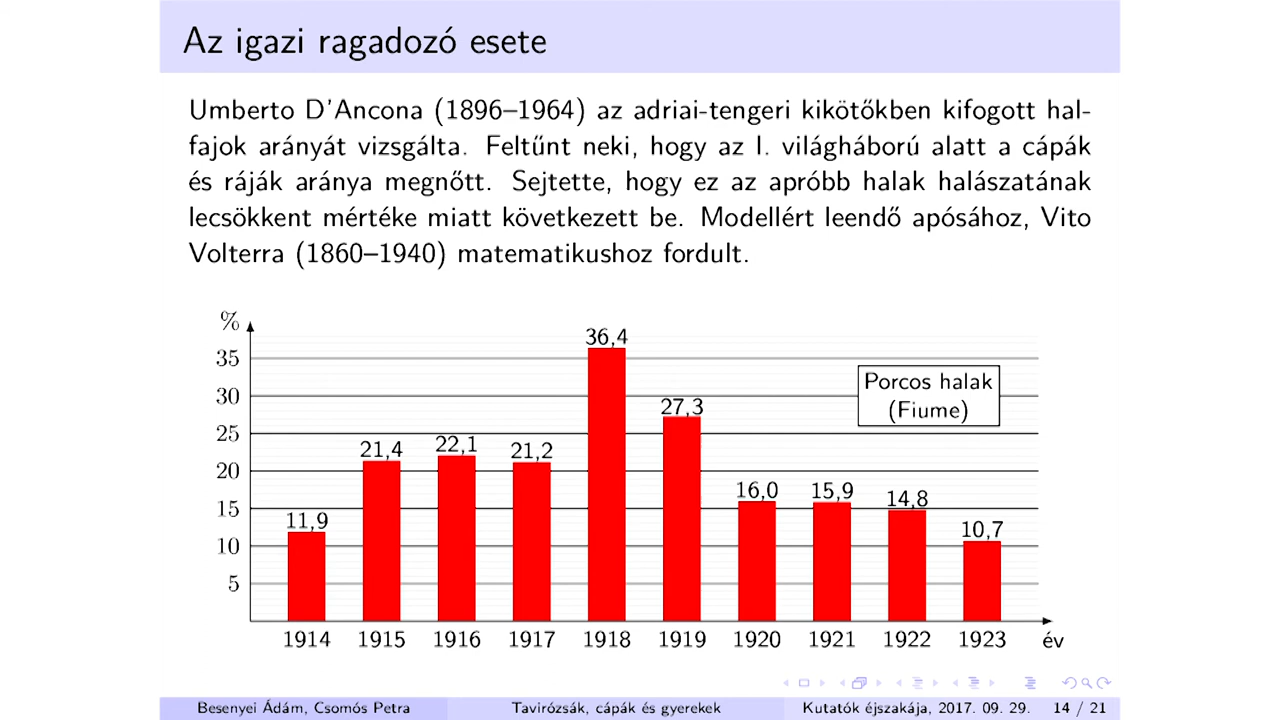 Az igazi ragadozó esete
Umberto D'Ancona (1896–1964) az adriai-tengeri kikötőkben kifogott hal-
fajok arányát vizsgálta. Feltűnt neki, hogy az I. világháború alatt a cápák
és ráják aránya megnőtt. Sejtette, hogy ez az apróbb halak halászatának
lecsökkent mértéke miatt következett be. Modellért leendő apósához, Vito
Volterra (1860–1940) matematikushoz fordult.
%
35
30
25
20
15
10
5
11,9
21,4
22,1
21,2
36,4
27,3
16,0
15,9
14,8
10,7
Porcos halak
(Fiume)
1914 1915 1916 1917 1918 1919 1920 1921 1922 1923 év
Besenyei Ádám, Csomós Petra Tavirózsák, cápák és gyerekek Kutatók éjszakája, 2017. 09. 29. 14 / 21